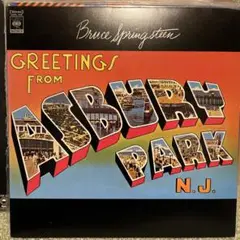 Bruce Springsteen
GREETINGS
FROM
ASBURY
PARK
N.J.